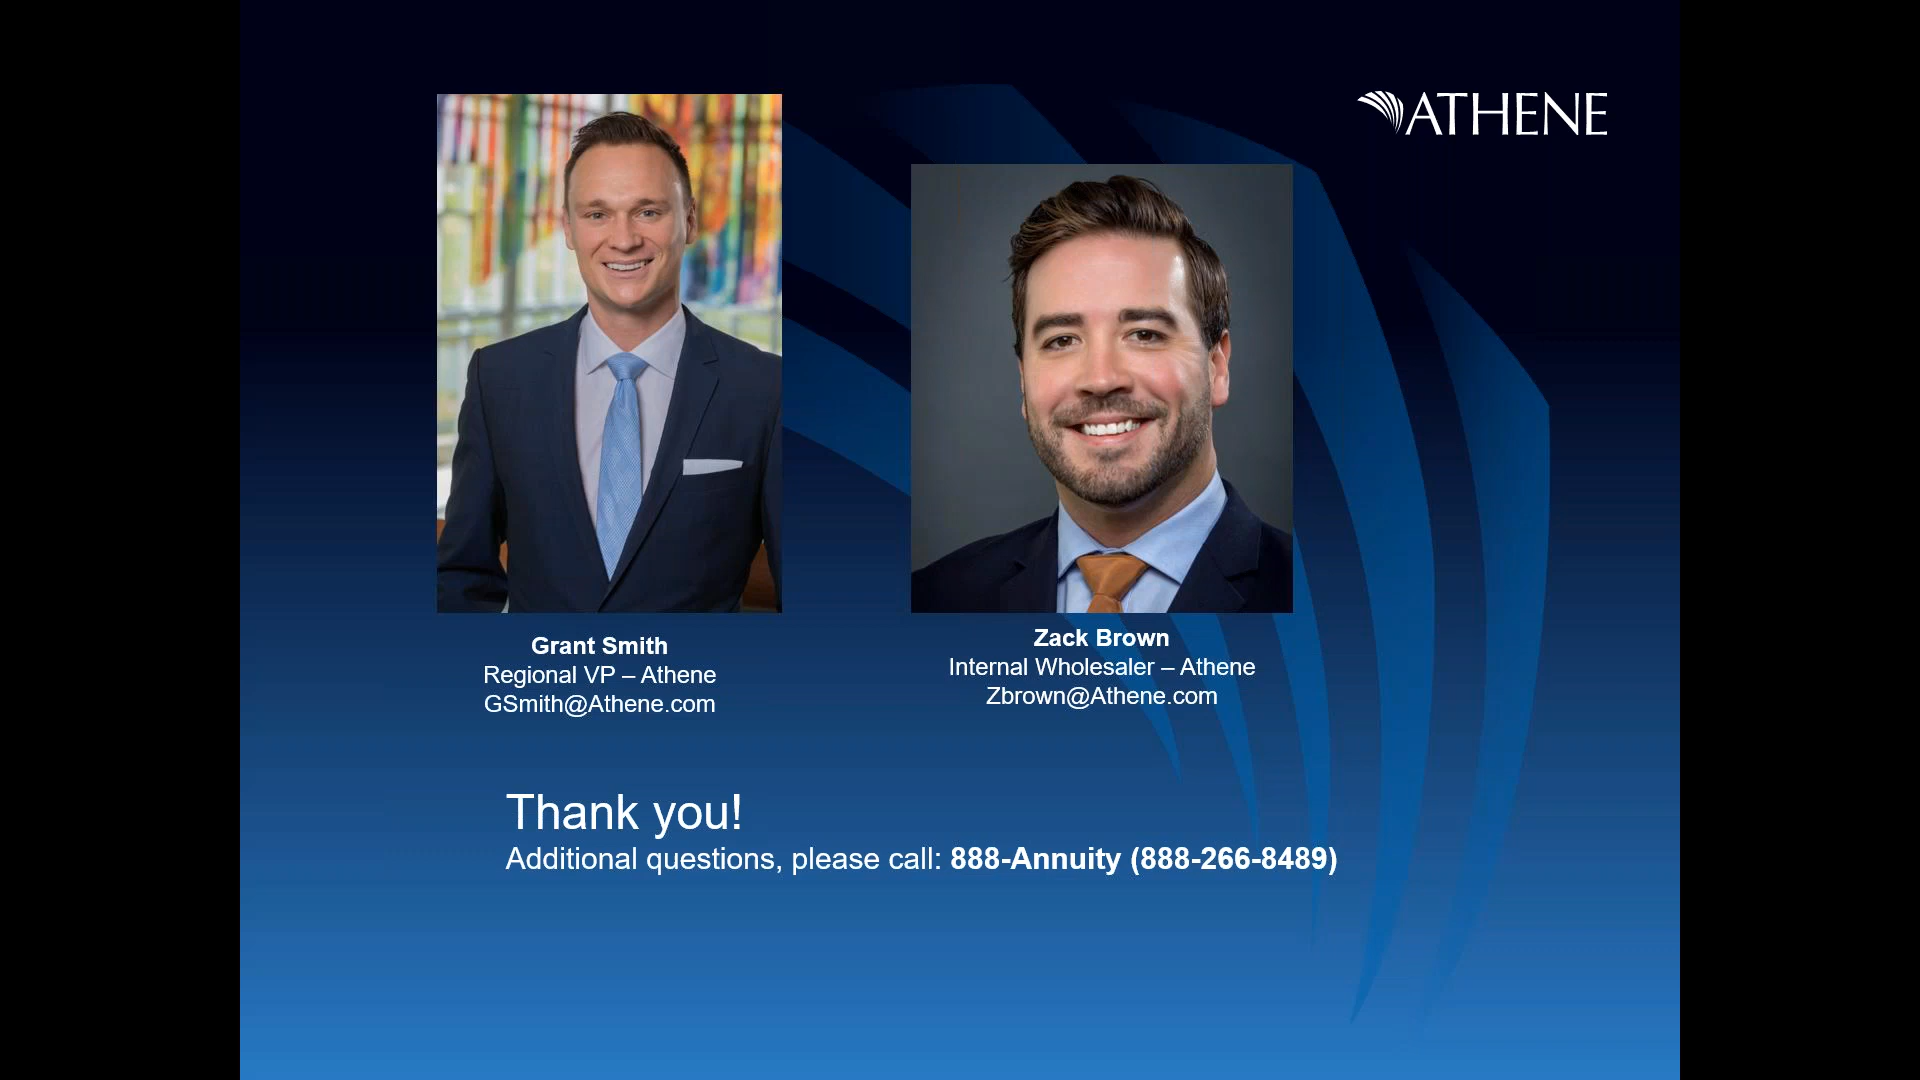 ATHENE
Grant Smith
Regional VP – Athene
GSmith@Athene.com
Zack Brown
Internal Wholesaler – Athene
Zbrown@Athene.com
Thank you!
Additional questions, please call: 888-Annuity (888-266-8489)